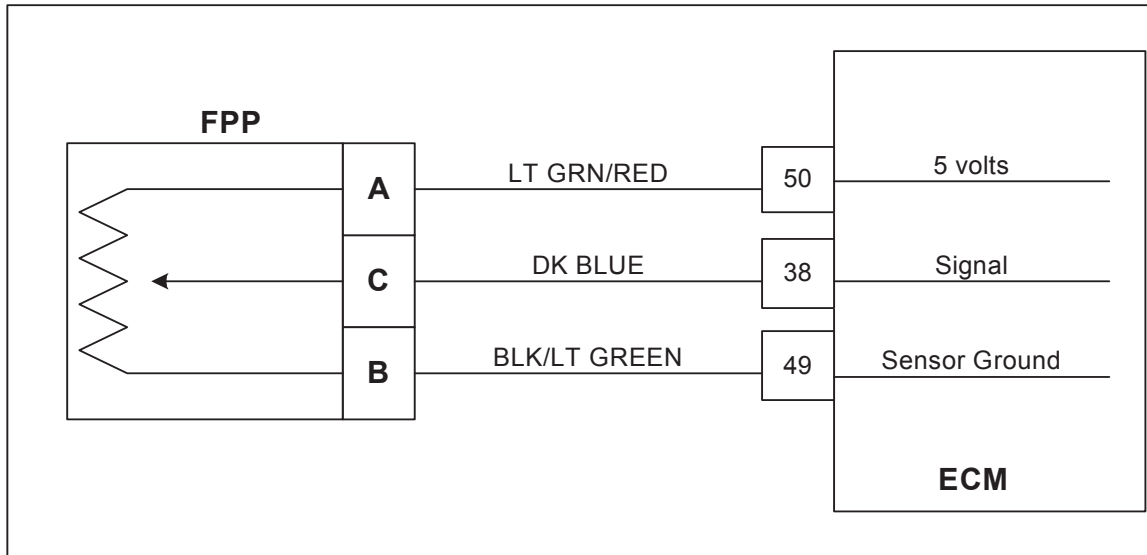 FPP
A
LT GRN/RED
50
5 volts
C
DK BLUE
38
Signal
B
BLK/LT GREEN
49
Sensor Ground
ECM